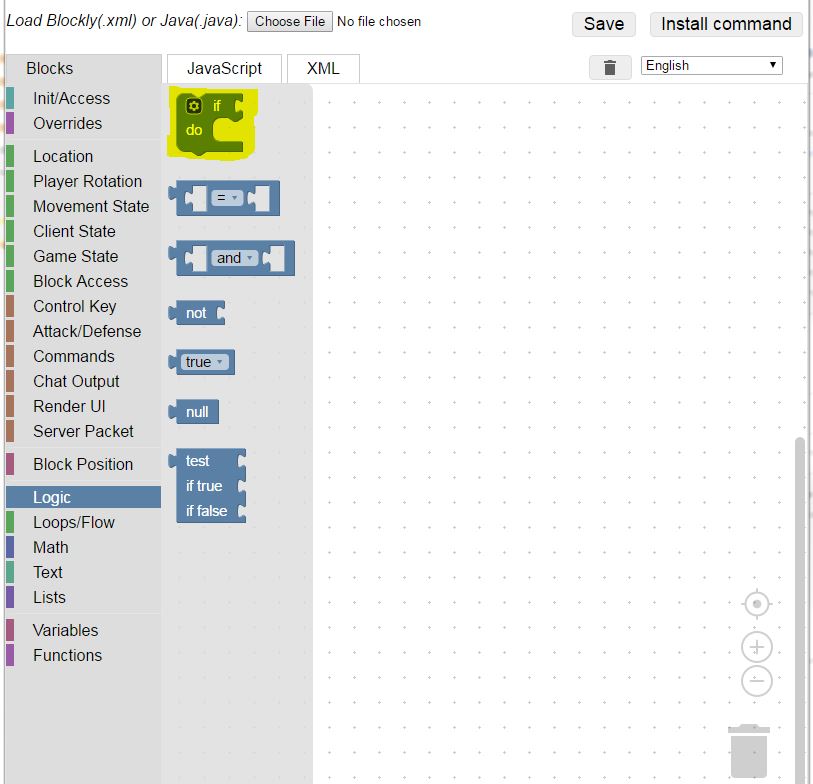 Load Blockly(.xml) or Java(.java): Choose File No file chosen
Save Install command
Blocks JavaScript XML English
Init/Access
Overrides
Location
Player Rotation
Movement State
Client State
Game State
Block Access
Control Key
Attack/Defense
Commands
Chat Output
Render UI
Server Packet
Block Position
Logic
Loops/Flow
Math
Text
Lists
Variables
Functions
if
do
=
and
not
true
null
test
if true
if false